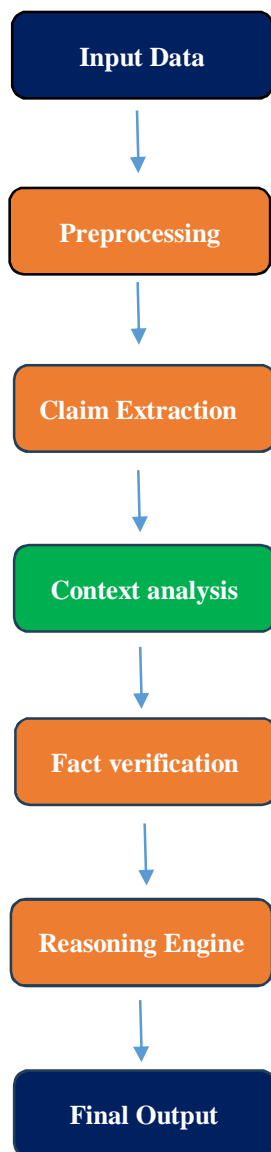 Input Data
Preprocessing
Claim Extraction
Context analysis
Fact verification
Reasoning Engine
Final Output